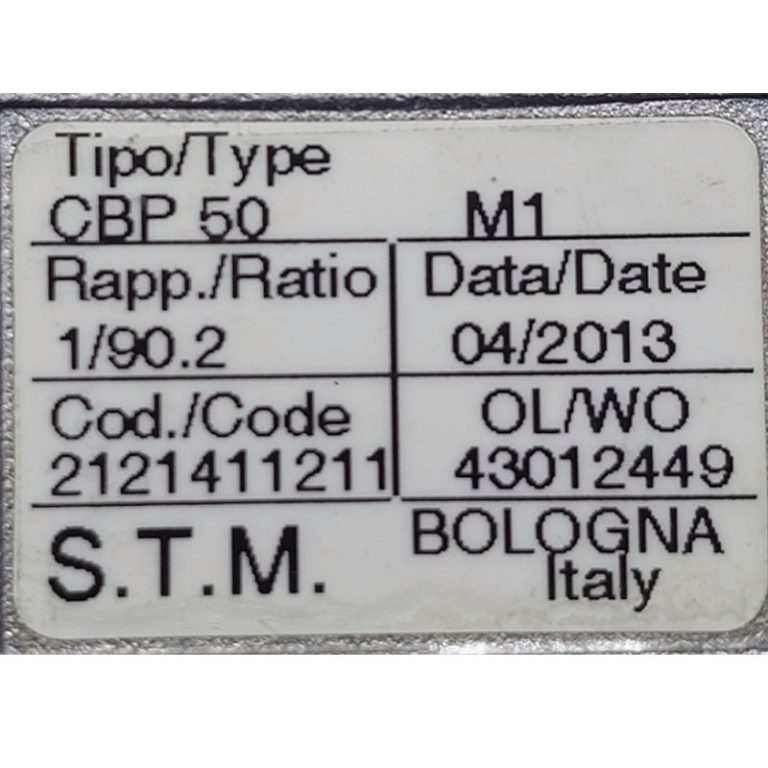 Tipo/Type
CBP 50 M1
Rapp./Ratio Data/Date
1/90.2 04/2013
Cod./Code OL/WO
2121411211 43012449
S.T.M. BOLOGNA
Italy